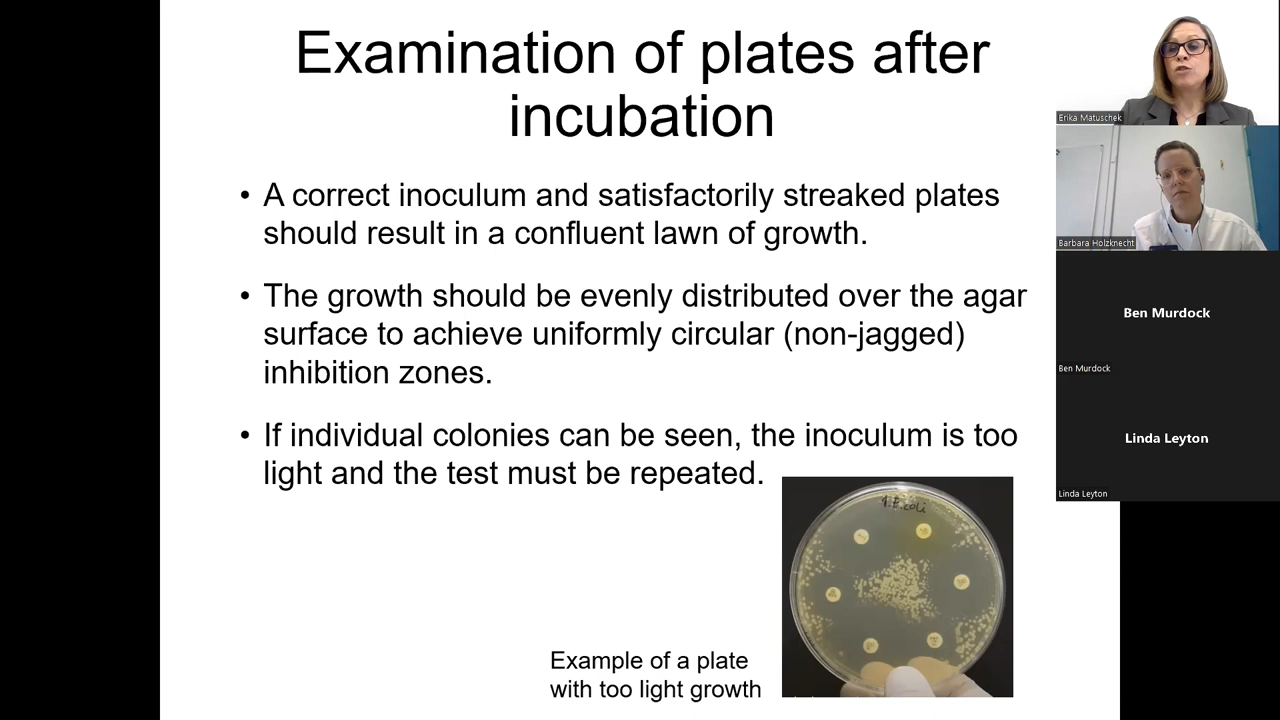 Examination of plates after
incubation
• A correct inoculum and satisfactorily streaked plates
should result in a confluent lawn of growth.
• The growth should be evenly distributed over the agar
surface to achieve uniformly circular (non-jagged)
inhibition zones.
• If individual colonies can be seen, the inoculum is too
light and the test must be repeated.
E.coli
Example of a plate
with too light growth
Erika Matuschek
Barbara Holzknecht
Ben Murdock
Ben Murdock
Linda Leyton
Linda Leyton